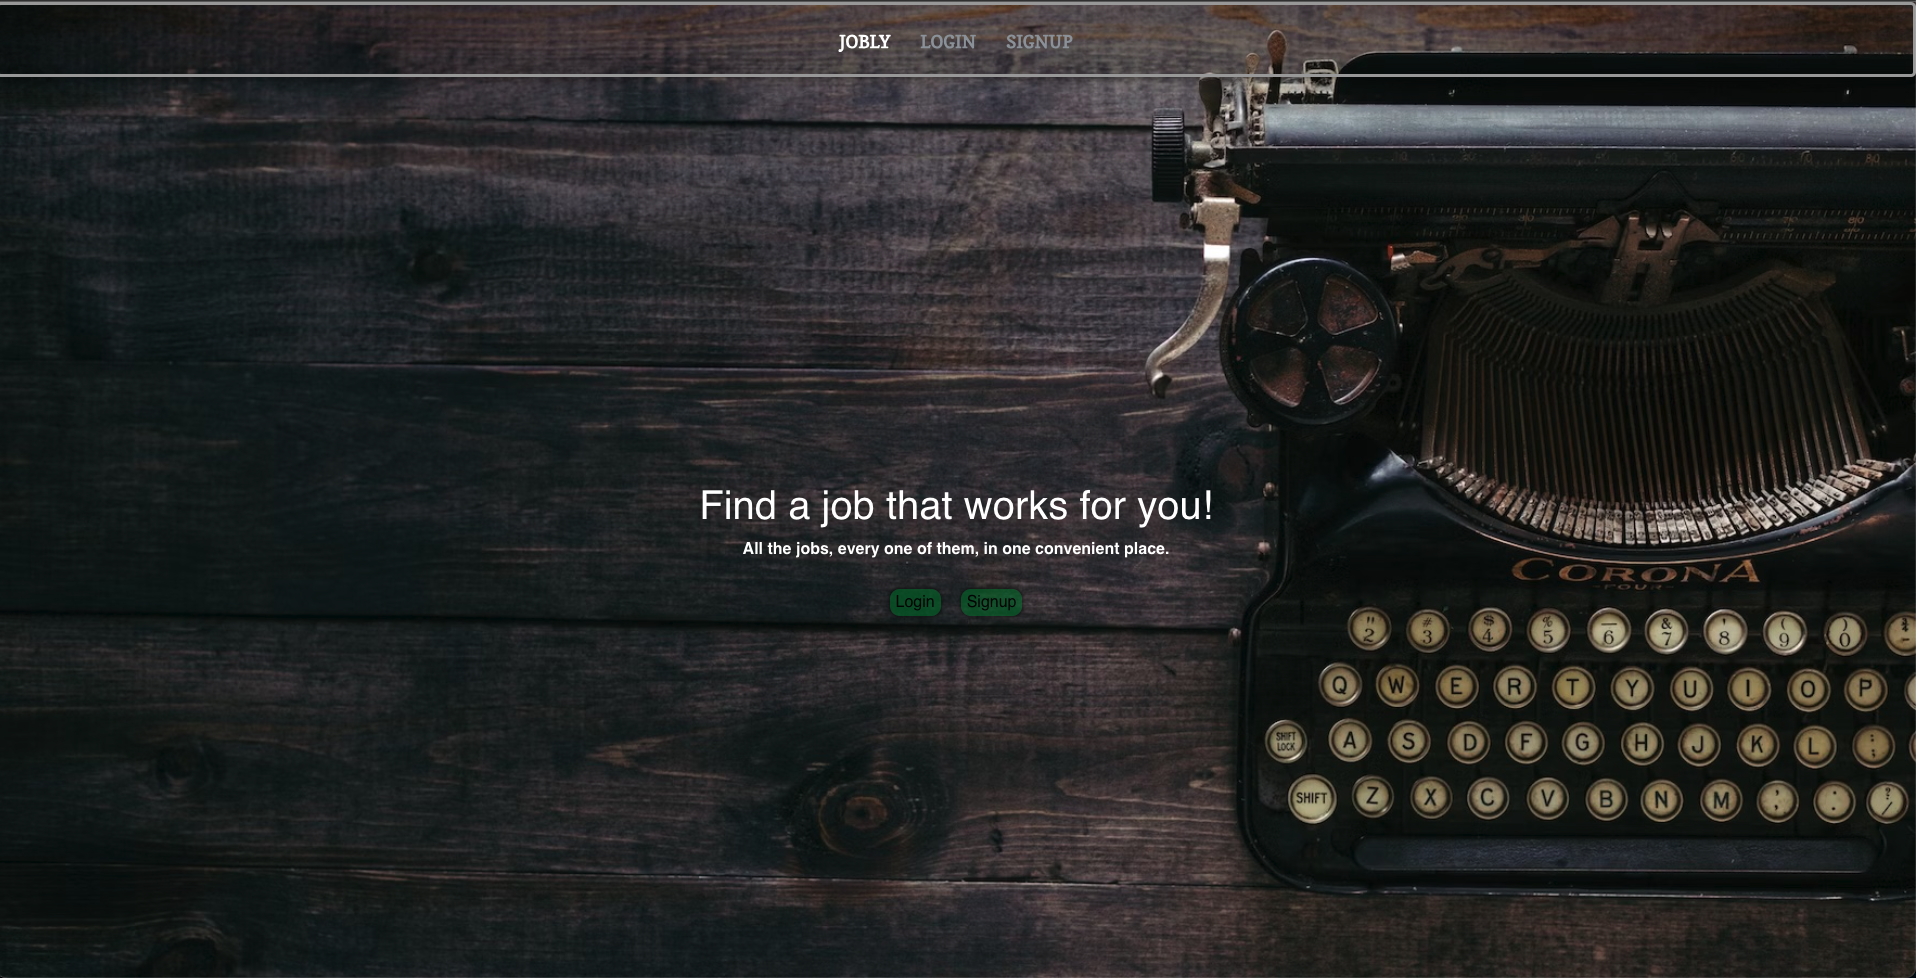 JOBLY LOGIN SIGNUP
Find a job that works for you!
All the jobs, every one of them, in one convenient place.
Login Signup
CORONA
" # $ % _ & ' ( )
2 3 4 5 6 7 8 9 0 -
Q W E R T Y U I O P
SHIFT LOCK A S D F G H J K L ; :
SHIFT Z X C V B N M , . ? /